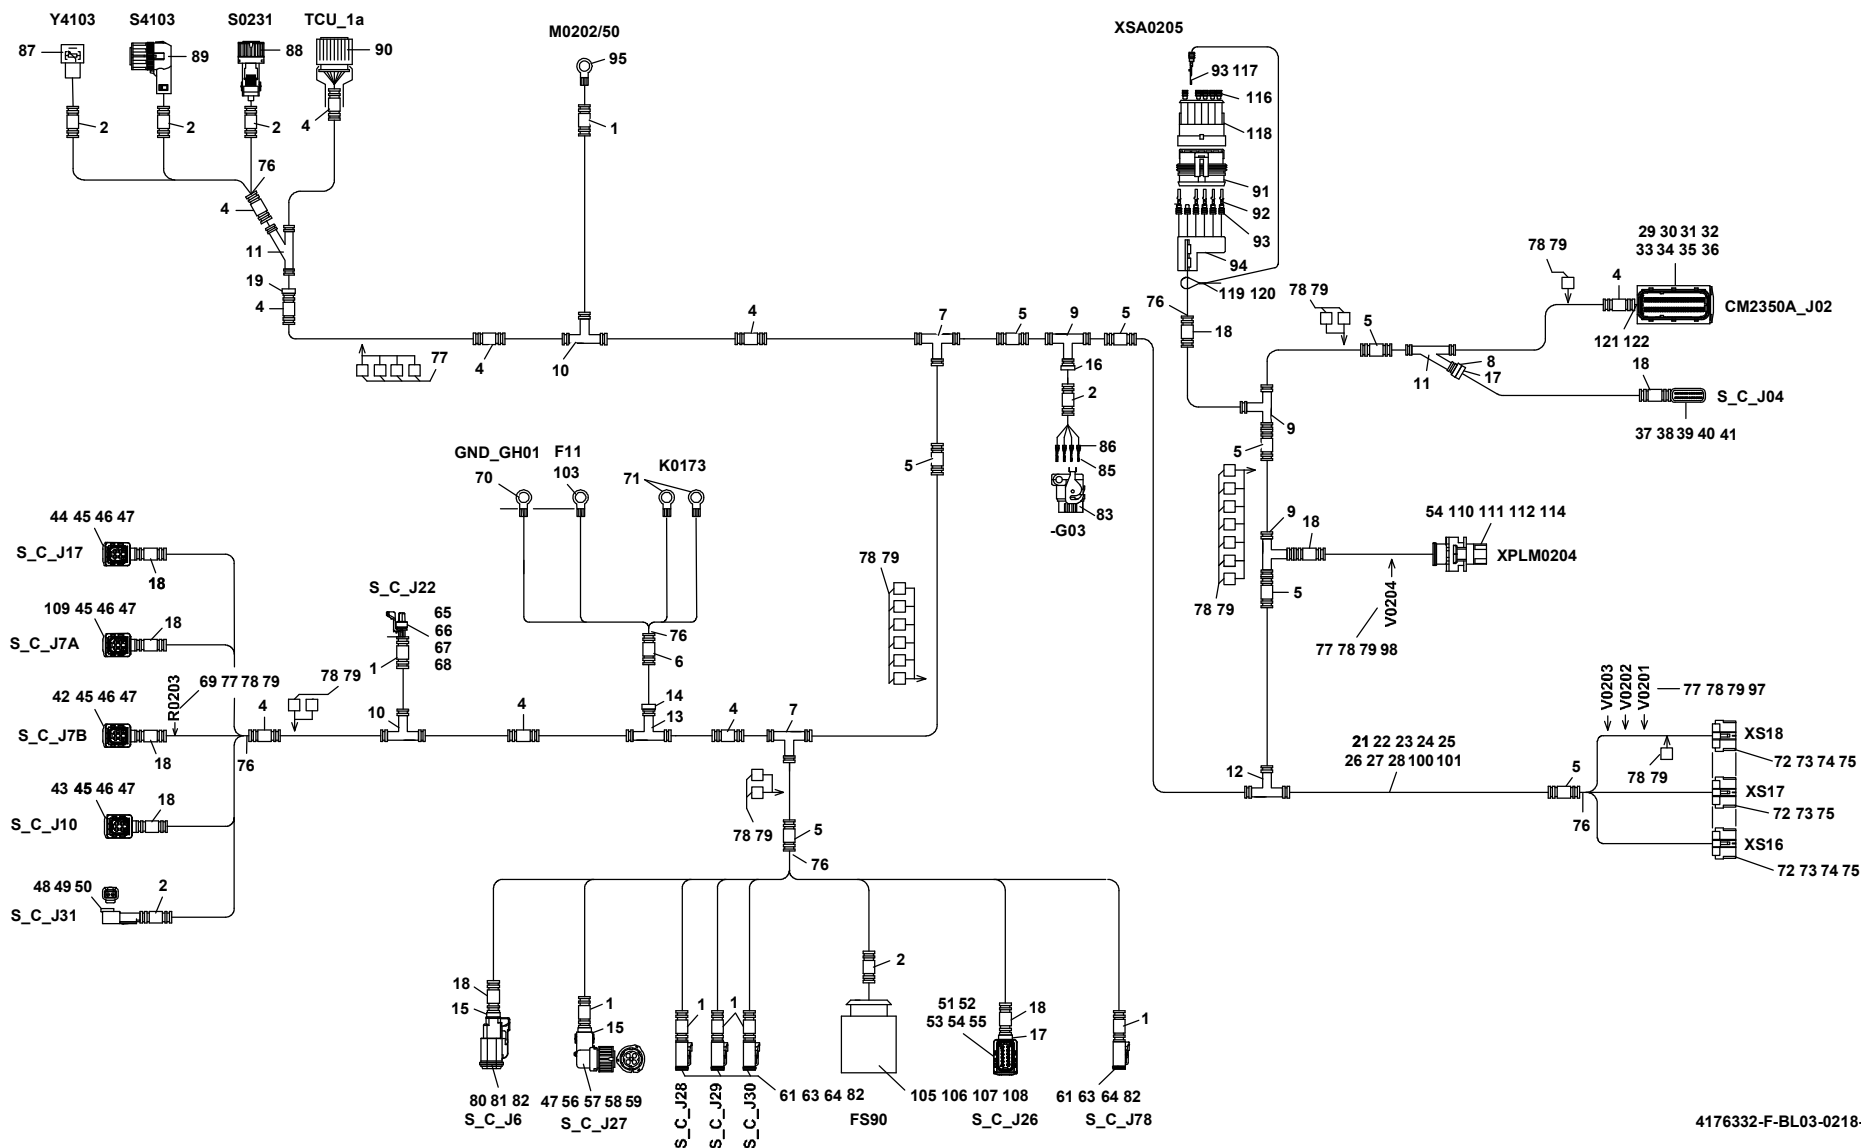 Y4103
S4103
S0231
TCU_1a
M0202/50
XSA0205
87
89
88
90
95
93 117
116
118
91
92
93
94
119 120
2
2
2
4
1
76
4
11
19
4
76
18
78 79
29 30 31 32
33 34 35 36
78 79
4
CM2350A_J02
121 122
5
8
17
11
18
S_C_J04
37 38 39 40 41
77
4
10
4
7
5
9
5
16
2
86
85
83
-G03
9
5
78 79
9
18
54 110 111 112 114
XPLM0204
5
V0204
77 78 79 98
GND_GH01
70
F11
103
K0173
71
5
78 79
76
6
14
13
44 45 46 47
S_C_J17
18
109 45 46 47
S_C_J7A
18
42 45 46 47
S_C_J7B
18
R0203
69 77 78 79
4
76
78 79
S_C_J22
65
66
67
68
1
10
4
4
7
43 45 46 47
S_C_J10
18
48 49 50
S_C_J31
2
78 79
5
76
12
21 22 23 24 25
26 27 28 100 101
V0203
V0202
V0201
77 78 79 97
78 79
5
76
XS18
72 73 74 75
XS17
72 73 75
XS16
72 73 74 75
18
15
80 81 82
S_C_J6
1
15
47 56 57 58 59
S_C_J27
1
1
S_C_J28
S_C_J29
S_C_J30
61 63 64 82
2
105 106 107 108
FS90
51 52
53 54 55
18
17
S_C_J26
1
61 63 64 82
S_C_J78
4176332-F-BL03-0218-